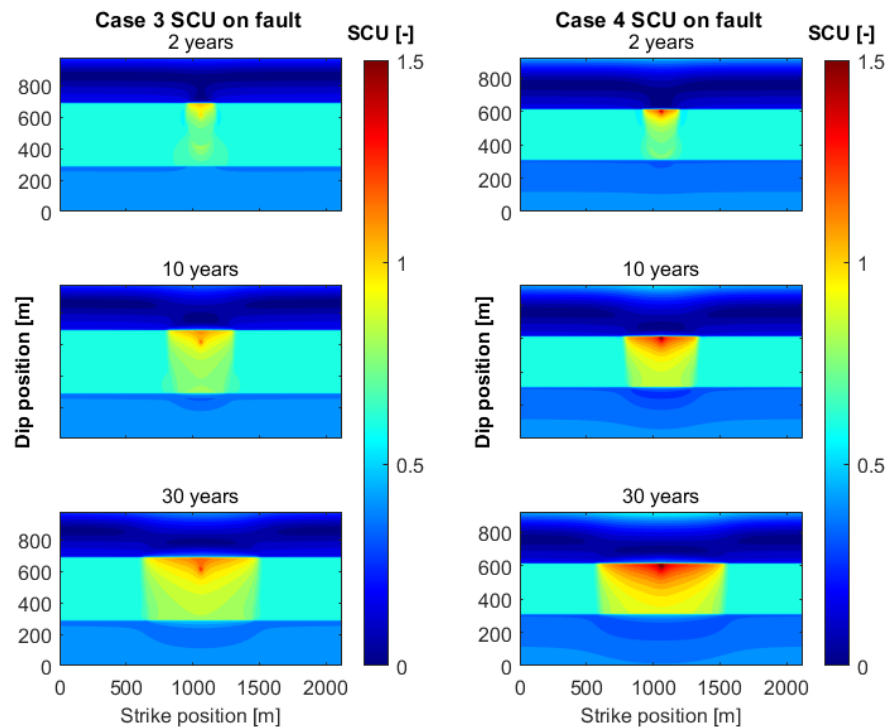 Case 3 SCU on fault
2 years
SCU [-]
1.5
1
0.5
0
800
600
400
200
0
10 years
Dip position [m]
30 years
800
600
400
200
0
0 500 1000 1500 2000
Strike position [m]
Case 4 SCU on fault
2 years
SCU [-]
1.5
1
0.5
0
800
600
400
200
0
10 years
Dip position [m]
30 years
800
600
400
200
0
0 500 1000 1500 2000
Strike position [m]